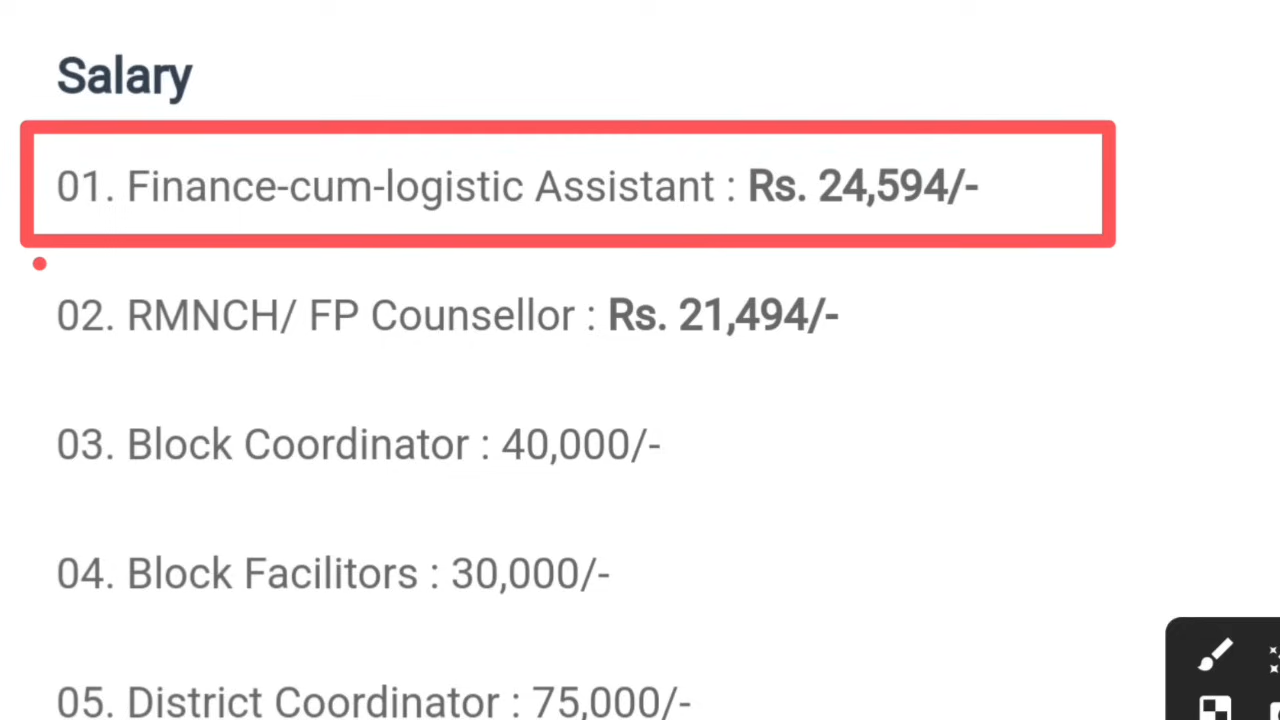 Salary
01. Finance-cum-logistic Assistant : Rs. 24,594/-
02. RMNCH/ FP Counsellor : Rs. 21,494/-
03. Block Coordinator : 40,000/-
04. Block Facilitors : 30,000/-
05. District Coordinator : 75,000/-